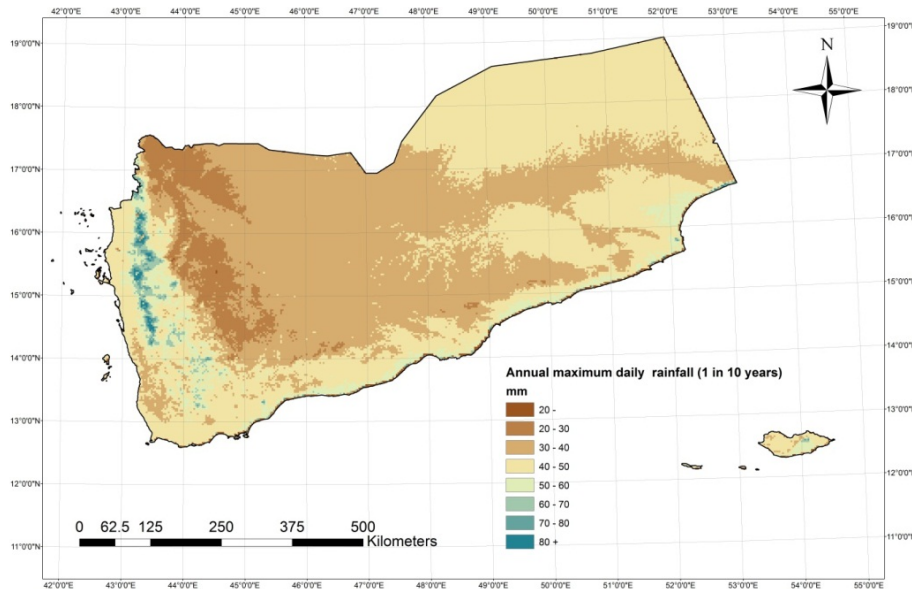 42°0'0"E 43°0'0"E 44°0'0"E 45°0'0"E 46°0'0"E 47°0'0"E 48°0'0"E 49°0'0"E 50°0'0"E 51°0'0"E 52°0'0"E 53°0'0"E 54°0'0"E 55°0'0"E
19°0'0"N 19°0'0"N
N
18°0'0"N 18°0'0"N
17°0'0"N 17°0'0"N
16°0'0"N 16°0'0"N
15°0'0"N 15°0'0"N
14°0'0"N 14°0'0"N
13°0'0"N 13°0'0"N
12°0'0"N 12°0'0"N
11°0'0"N 11°0'0"N
Annual maximum daily rainfall (1 in 10 years)
mm
20 -
20 - 30
30 - 40
40 - 50
50 - 60
60 - 70
70 - 80
80 +
0 62.5 125 250 375 500
Kilometers
42°0'0"E 43°0'0"E 44°0'0"E 45°0'0"E 46°0'0"E 47°0'0"E 48°0'0"E 49°0'0"E 50°0'0"E 51°0'0"E 52°0'0"E 53°0'0"E 54°0'0"E 55°0'0"E